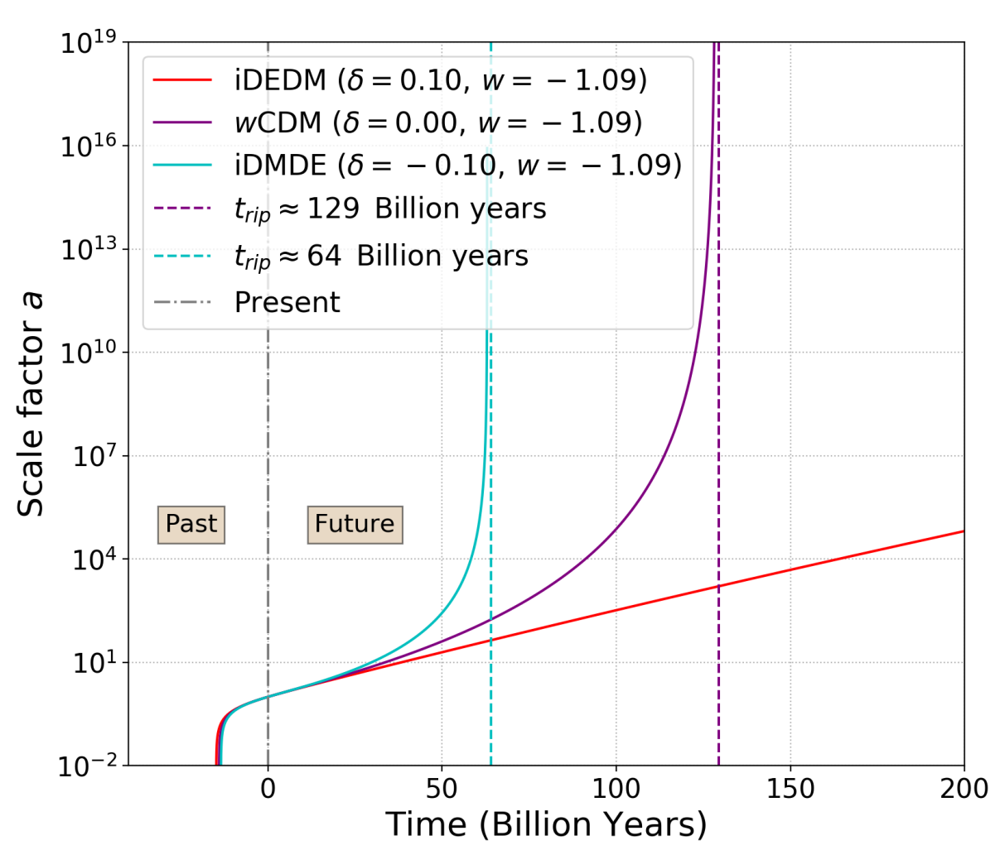 10^19
10^16
10^13
10^10
10^7
10^4
10^1
10^−2
Scale factor a
iDEDM (δ = 0.10, w = −1.09)
wCDM (δ = 0.00, w = −1.09)
iDMDE (δ = −0.10, w = −1.09)
t_rip ≈ 129 Billion years
t_rip ≈ 64 Billion years
Present
Past
Future
0 50 100 150 200
Time (Billion Years)